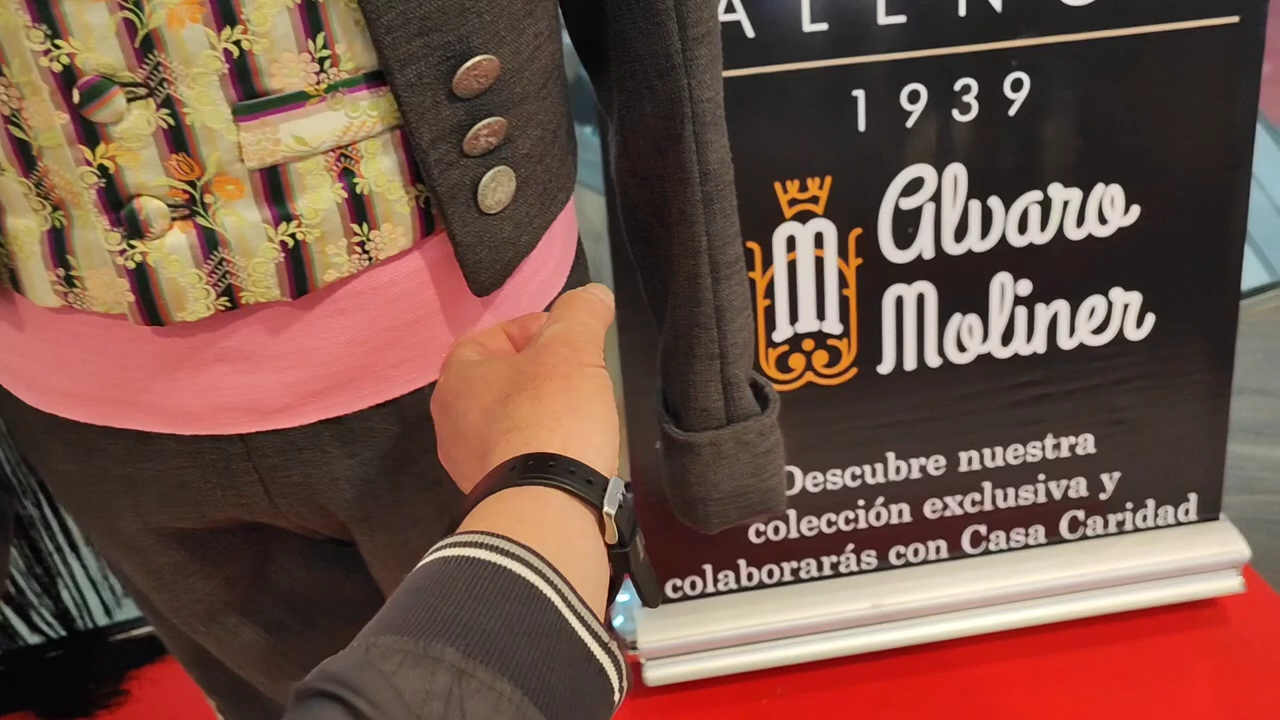 1939
M
Alvaro
Moliner
Descubre nuestra
colección exclusiva y
colaborarás con Casa Caridad